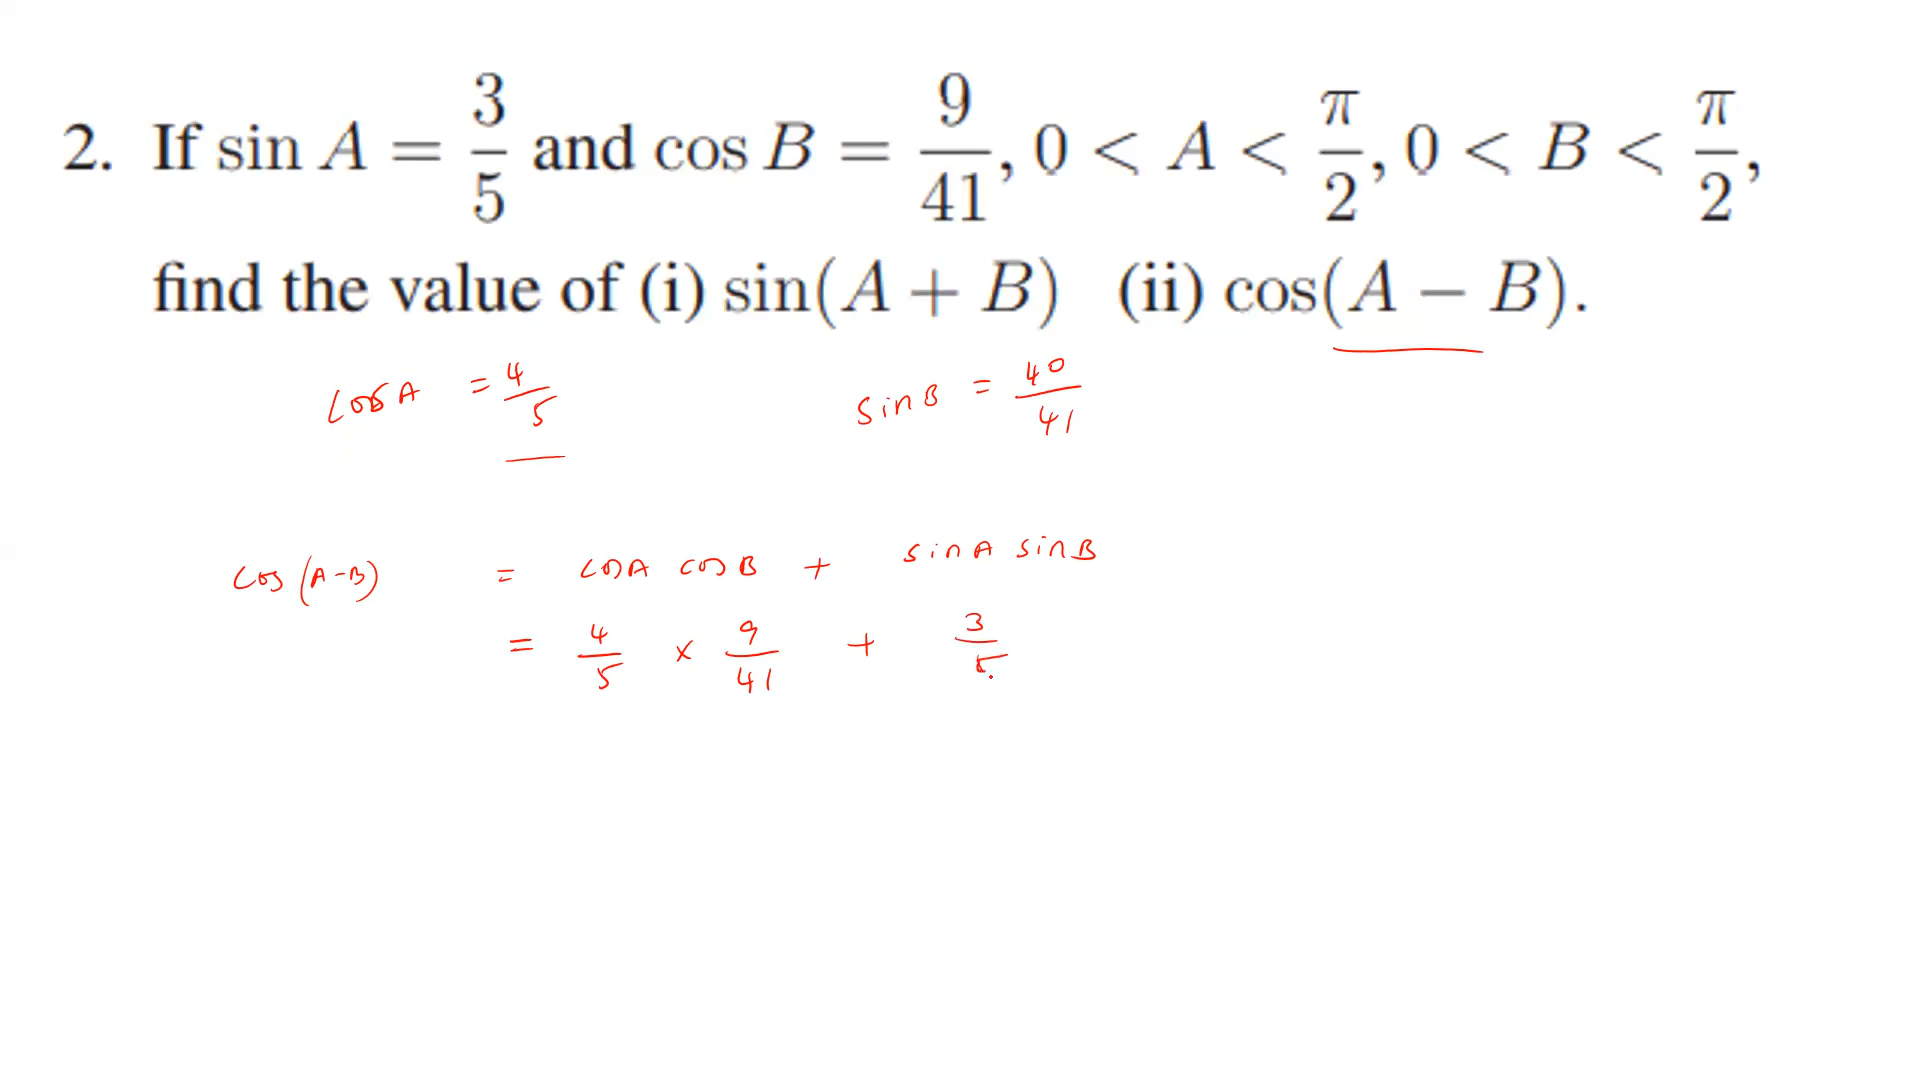 2. If sin A = 3/5 and cos B = 9/41, 0 < A < π/2, 0 < B < π/2,
find the value of (i) sin(A + B) (ii) cos(A − B).
cos A = 4/5 sin B = 40/41
cos (A-B) = cos A cos B + sin A sin B
= 4/5 × 9/41 + 3/5